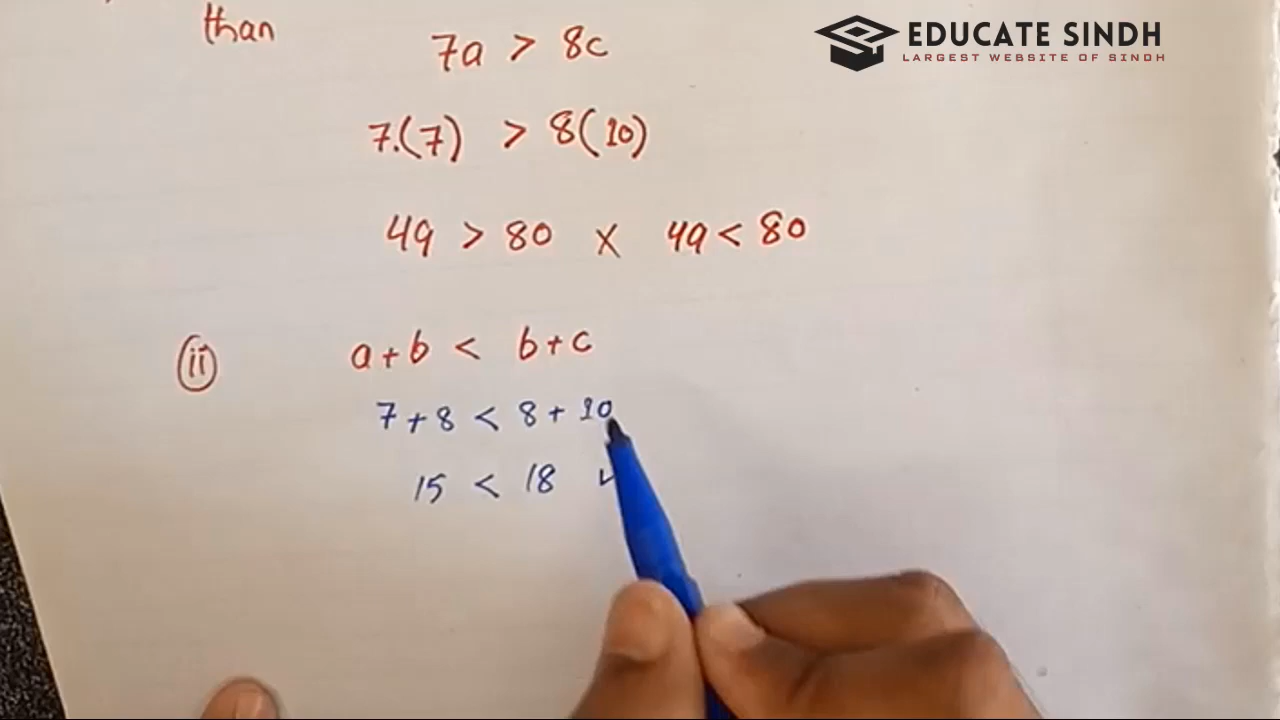 than
EDUCATE SINDH
LARGEST WEBSITE OF SINDH
7a > 8c
7.(7) > 8(10)
49 > 80 X 49 < 80
ii a+b < b+c
7+8 < 8+10
15 < 18 ✓